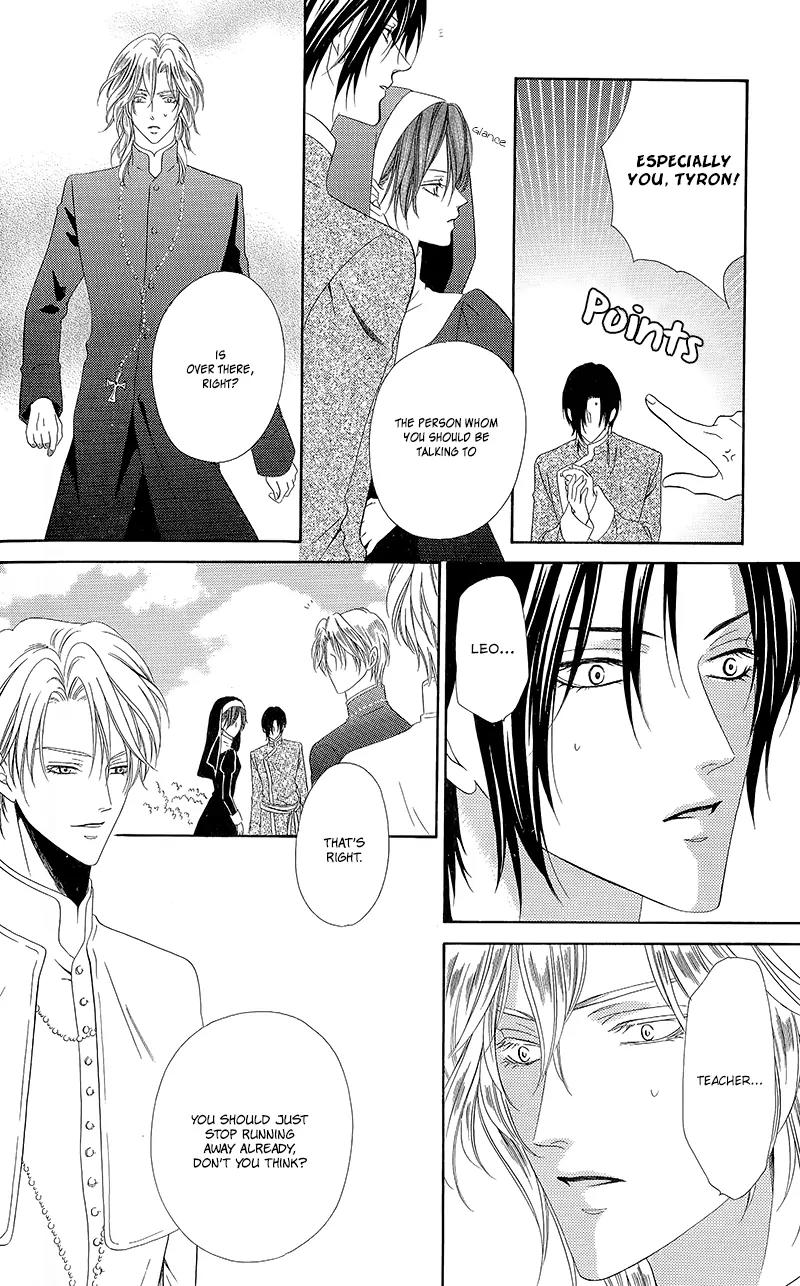 ESPECIALLY
YOU, TYRON!
Points
Glance
THE PERSON WHOM
YOU SHOULD BE
TALKING TO
IS
OVER THERE,
RIGHT?
LEO...
TEACHER...
THAT'S
RIGHT.
YOU SHOULD JUST
STOP RUNNING
AWAY ALREADY,
DON'T YOU THINK?